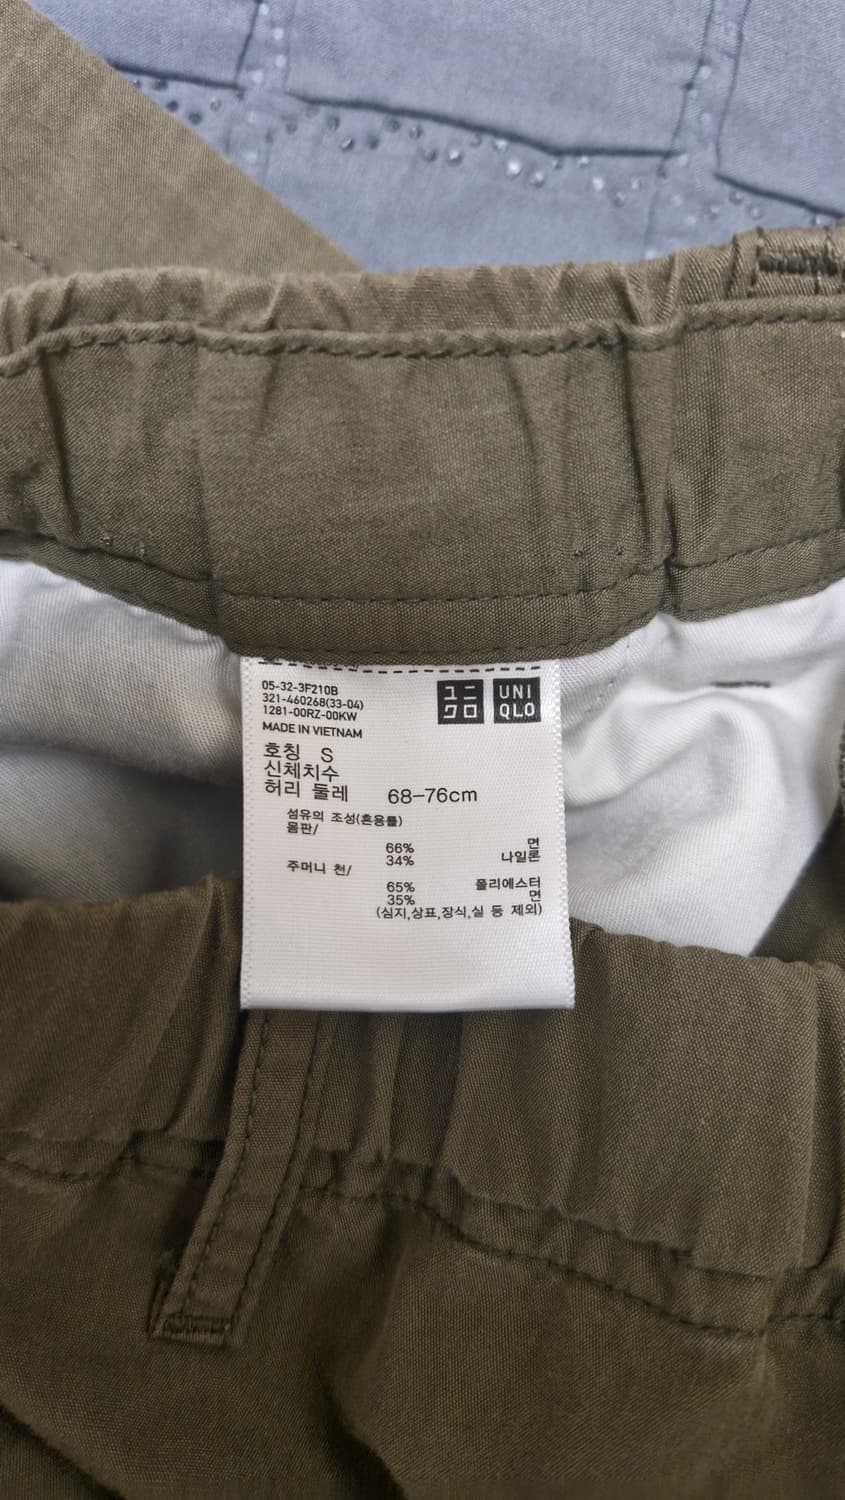 05-32-3F210B
321-460268(33-04)
1281-00RZ-00KW
MADE IN VIETNAM
ユニ
クロ
UNI
QLO
호칭 S
신체치수
허리 둘레 68-76cm
섬유의 조성(혼용률)
몸판/
66% 면
34% 나일론
주머니 천/
65% 폴리에스터
35% 면
(심지,상표,장식,실 등 제외)